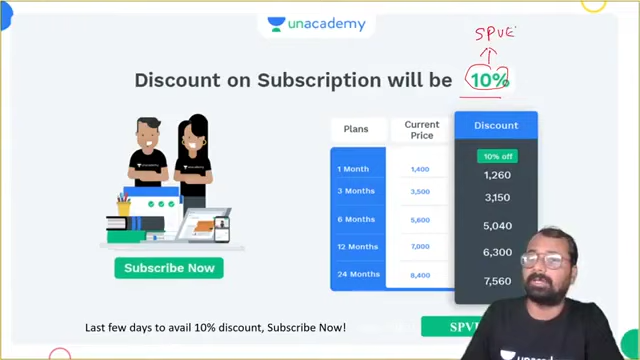 unacademy
SPVE
Discount on Subscription will be 10%
Plans Current Price Discount
10% off
1 Month 1,400 1,260
3 Months 3,500 3,150
6 Months 5,600 5,040
12 Months 7,000 6,300
24 Months 8,400 7,560
Subscribe Now
Last few days to avail 10% discount, Subscribe Now!
unacademy